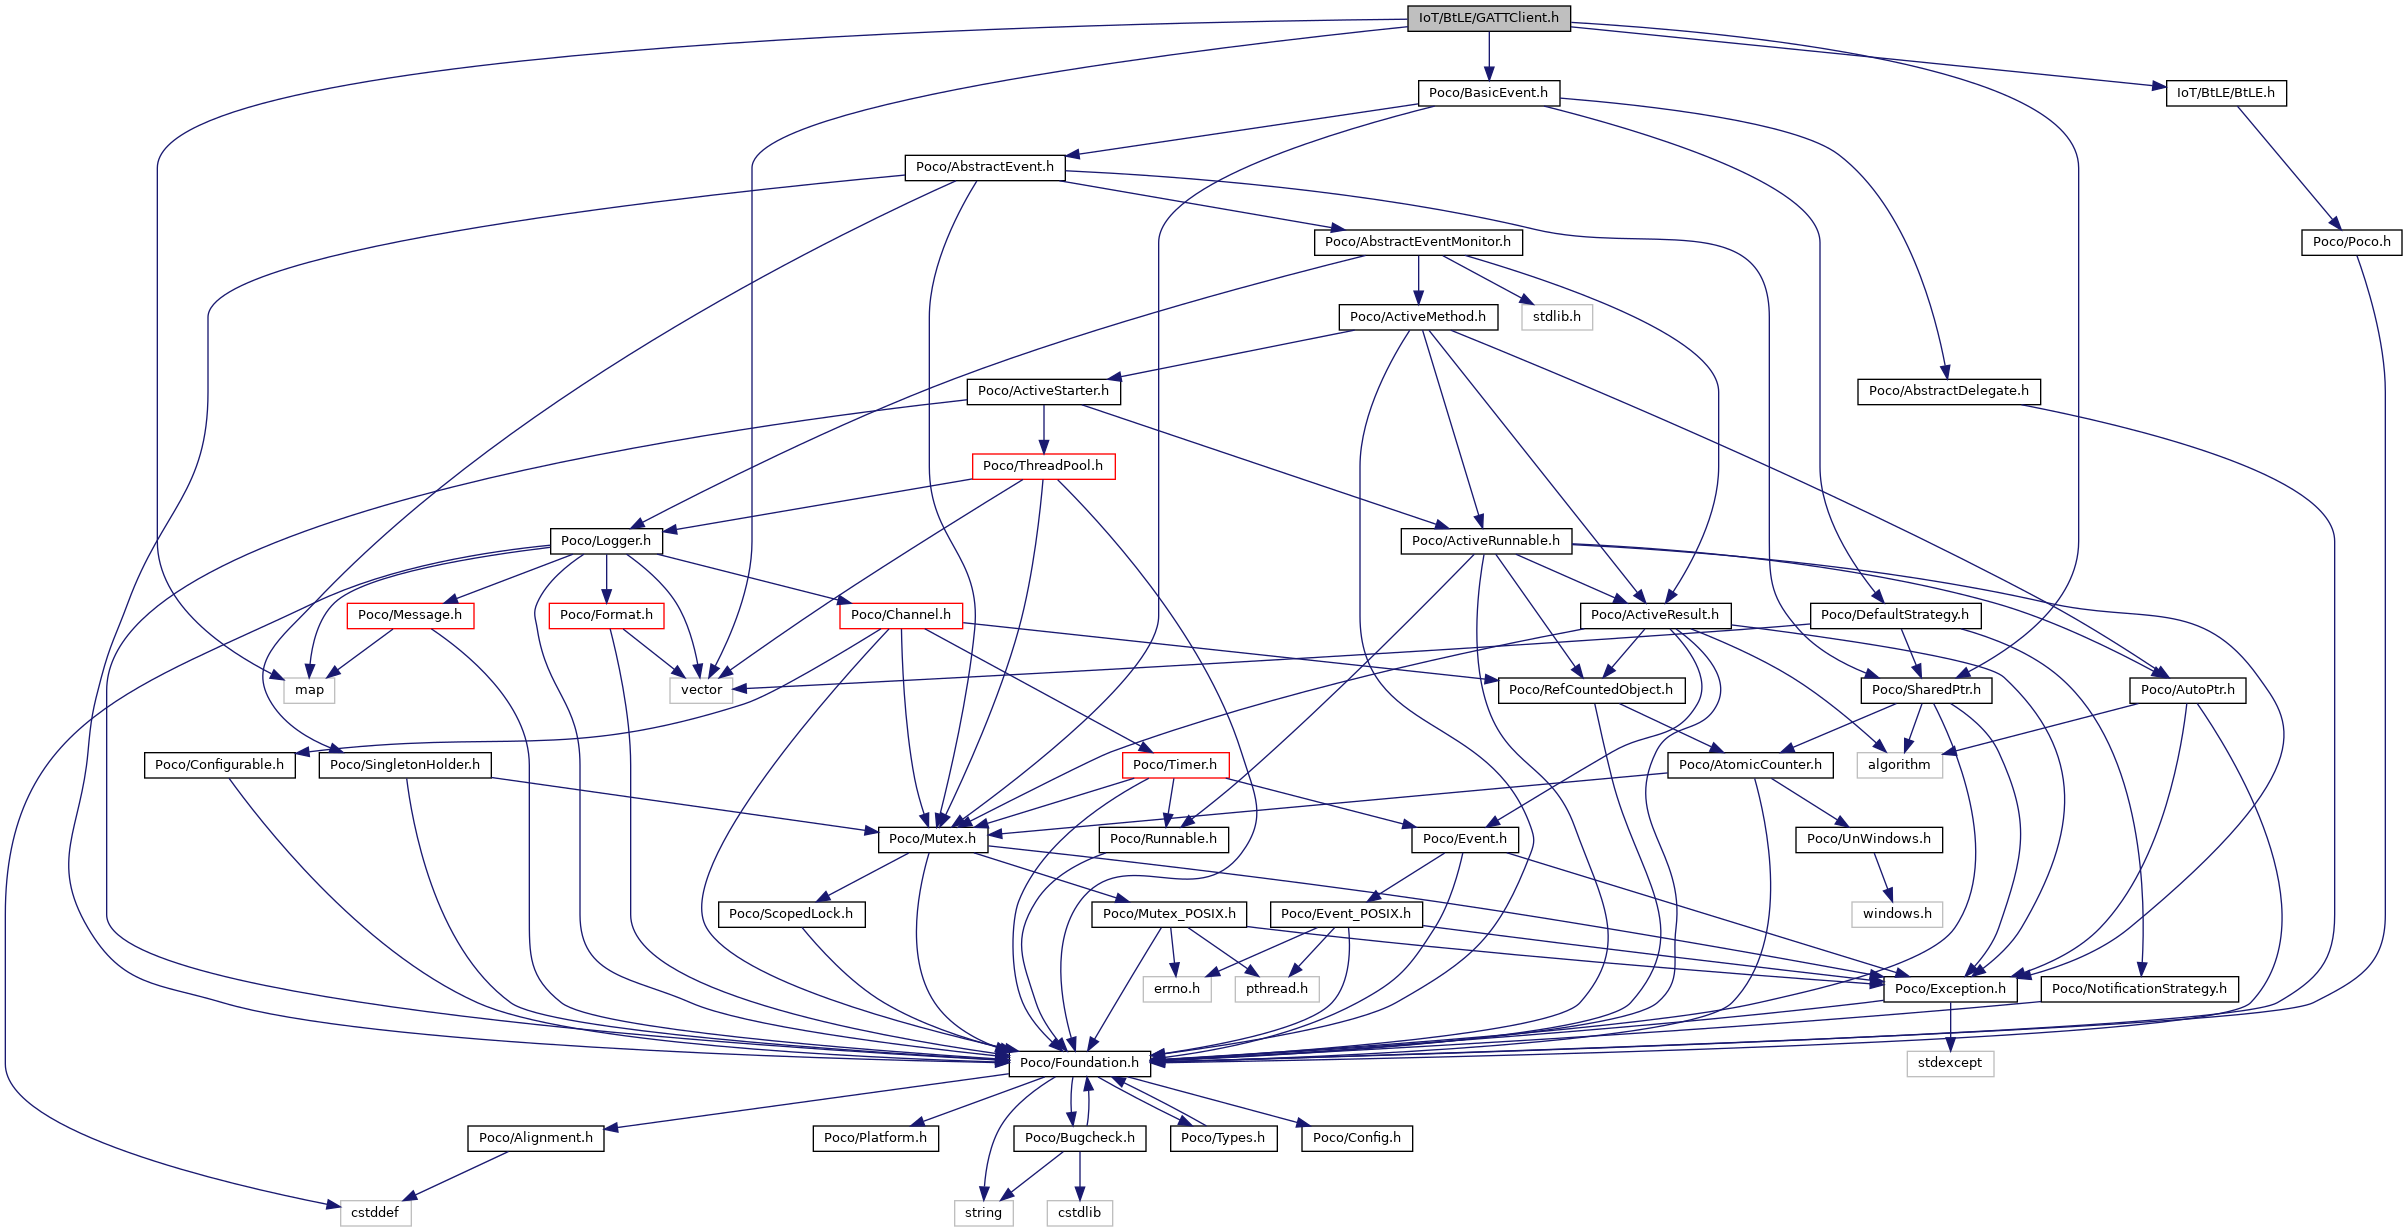 IoT/BtLE/GATTClient.h
Poco/BasicEvent.h
IoT/BtLE/BtLE.h
Poco/AbstractEvent.h
Poco/AbstractEventMonitor.h
Poco/Poco.h
Poco/ActiveMethod.h
stdlib.h
Poco/ActiveStarter.h
Poco/AbstractDelegate.h
Poco/ThreadPool.h
Poco/Logger.h
Poco/ActiveRunnable.h
Poco/Message.h
Poco/Format.h
Poco/Channel.h
Poco/ActiveResult.h
Poco/DefaultStrategy.h
map
vector
Poco/RefCountedObject.h
Poco/SharedPtr.h
Poco/AutoPtr.h
Poco/Configurable.h
Poco/SingletonHolder.h
Poco/Timer.h
Poco/AtomicCounter.h
algorithm
Poco/Mutex.h
Poco/Runnable.h
Poco/Event.h
Poco/UnWindows.h
Poco/ScopedLock.h
Poco/Mutex_POSIX.h
Poco/Event_POSIX.h
windows.h
errno.h
pthread.h
Poco/Exception.h
Poco/NotificationStrategy.h
Poco/Foundation.h
stdexcept
Poco/Alignment.h
Poco/Platform.h
Poco/Bugcheck.h
Poco/Types.h
Poco/Config.h
cstddef
string
cstdlib